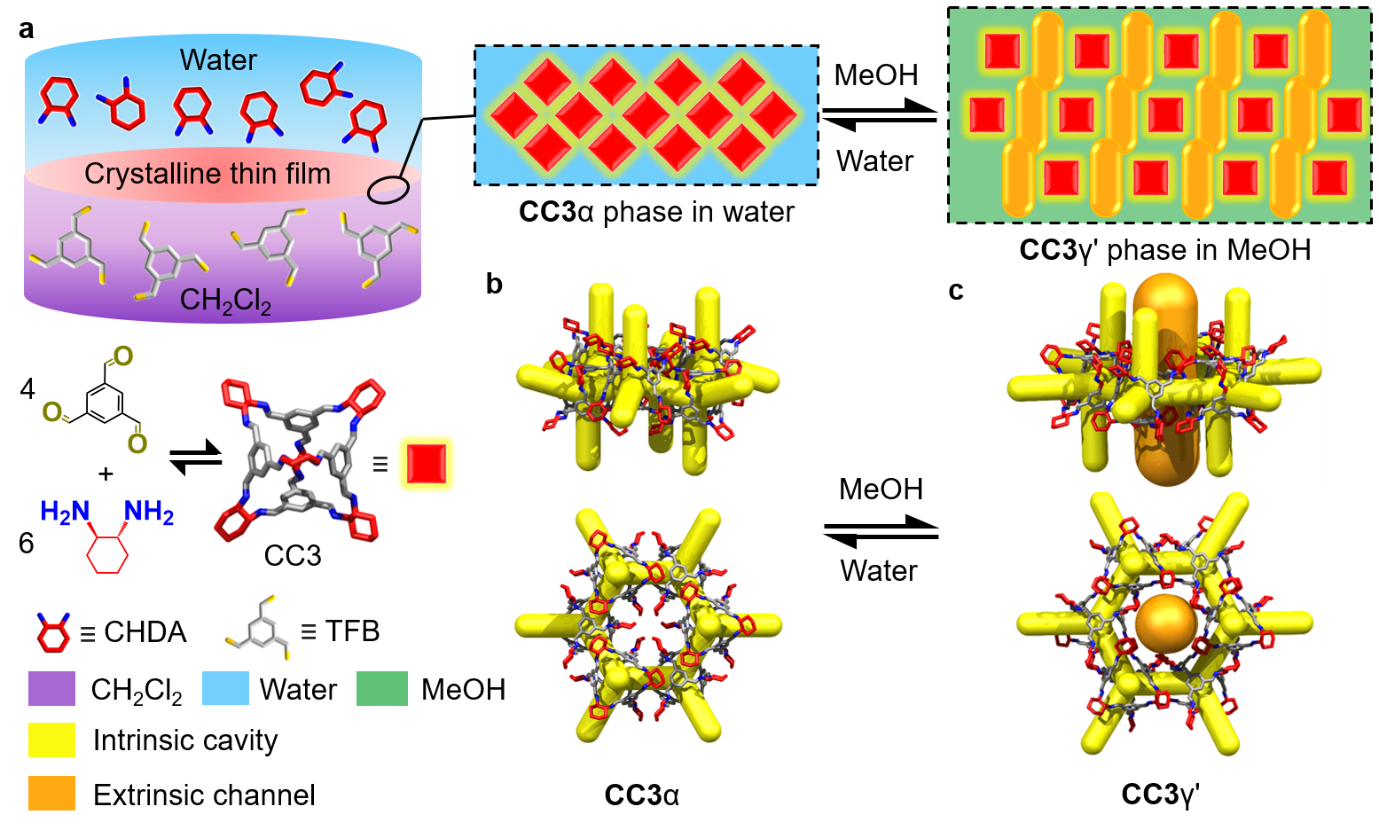 a
Water
Crystalline thin film
CH₂Cl₂
CC3α phase in water
MeOH
Water
CC3γ' phase in MeOH
4
O
O
O
+
6
H₂N
NH₂
CC3
≡
≡ CHDA
≡ TFB
CH₂Cl₂
Water
MeOH
Intrinsic cavity
Extrinsic channel
b
CC3α
MeOH
Water
c
CC3γ'